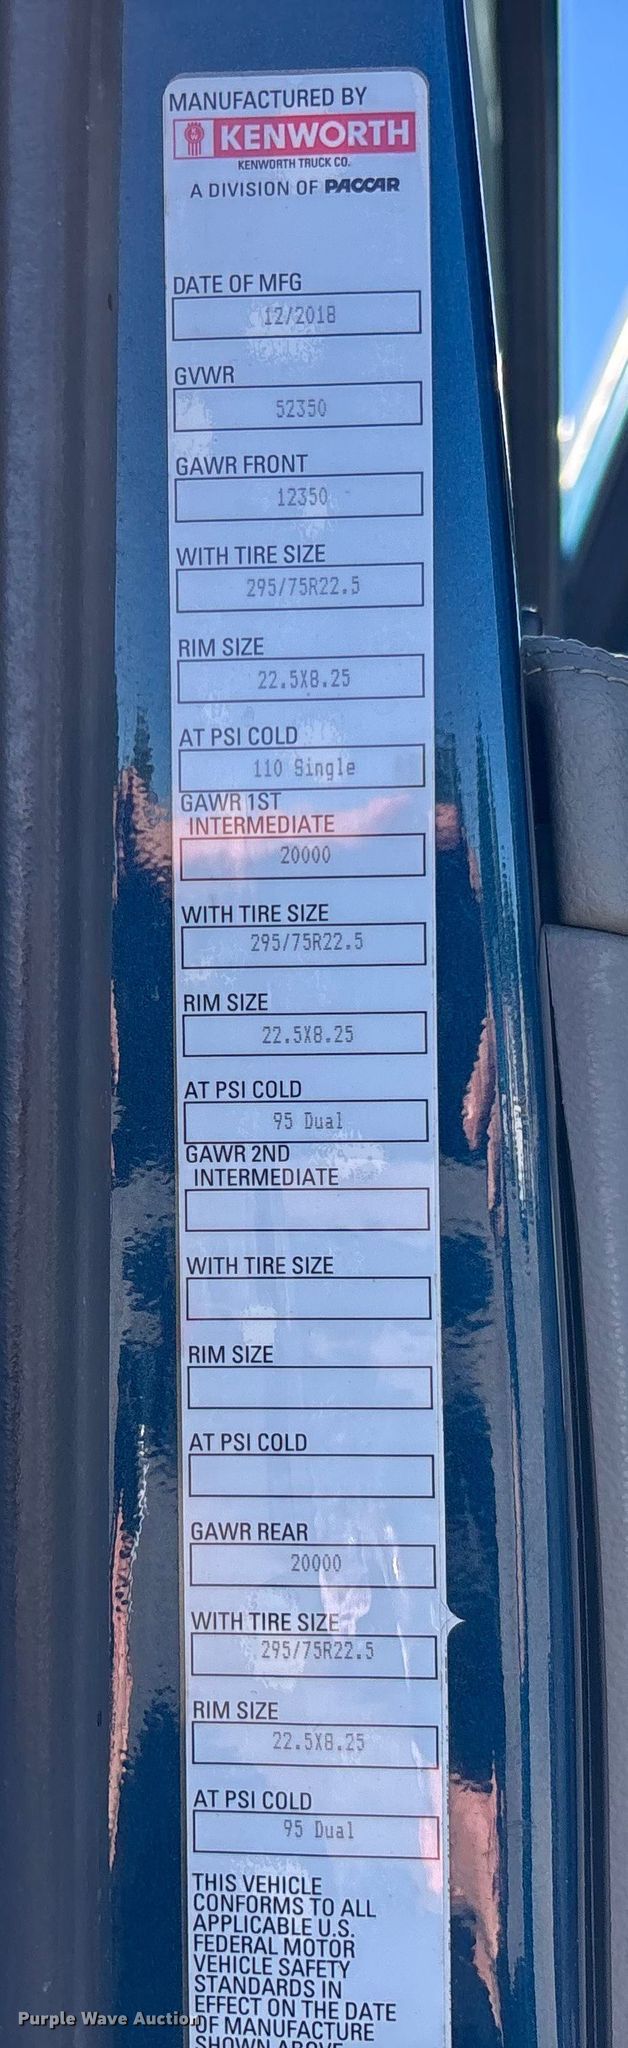 MANUFACTURED BY
KENWORTH
KENWORTH TRUCK CO.
A DIVISION OF PACCAR
DATE OF MFG
12/2018
GVWR
52350
GAWR FRONT
12350
WITH TIRE SIZE
295/75R22.5
RIM SIZE
22.5X8.25
AT PSI COLD
110 Single
GAWR 1ST
INTERMEDIATE
20000
WITH TIRE SIZE
295/75R22.5
RIM SIZE
22.5X8.25
AT PSI COLD
95 Dual
GAWR 2ND
INTERMEDIATE
WITH TIRE SIZE
RIM SIZE
AT PSI COLD
GAWR REAR
20000
WITH TIRE SIZE
295/75R22.5
RIM SIZE
22.5X8.25
AT PSI COLD
95 Dual
THIS VEHICLE
CONFORMS TO ALL
APPLICABLE U.S.
FEDERAL MOTOR
VEHICLE SAFETY
STANDARDS IN
EFFECT ON THE DATE
OF MANUFACTURE
SHOWN ABOVE
Purple Wave Auction